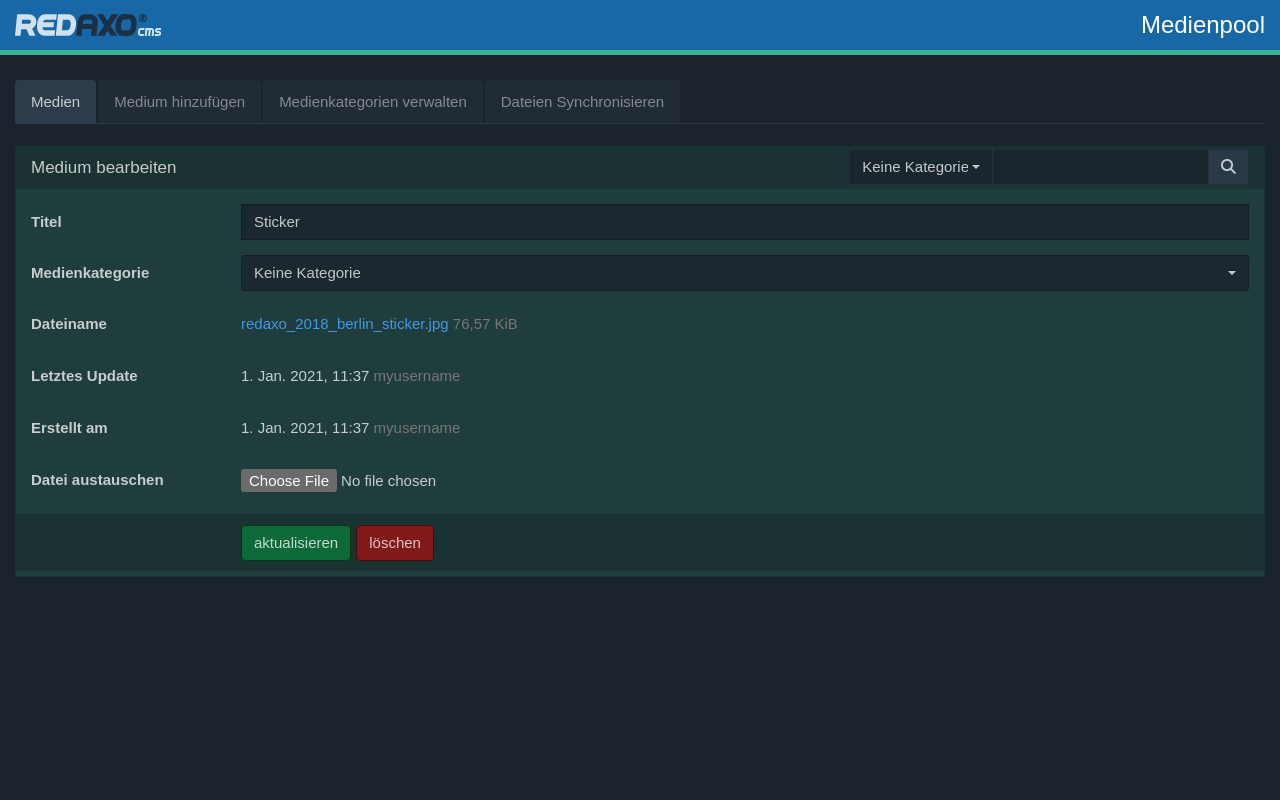 REDAXO® cms
Medienpool
Medien Medium hinzufügen Medienkategorien verwalten Dateien Synchronisieren
Medium bearbeiten Keine Kategorie
Titel Sticker
Medienkategorie Keine Kategorie
Dateiname redaxo_2018_berlin_sticker.jpg 76,57 KiB
Letztes Update 1. Jan. 2021, 11:37 myusername
Erstellt am 1. Jan. 2021, 11:37 myusername
Datei austauschen Choose File No file chosen
aktualisieren löschen